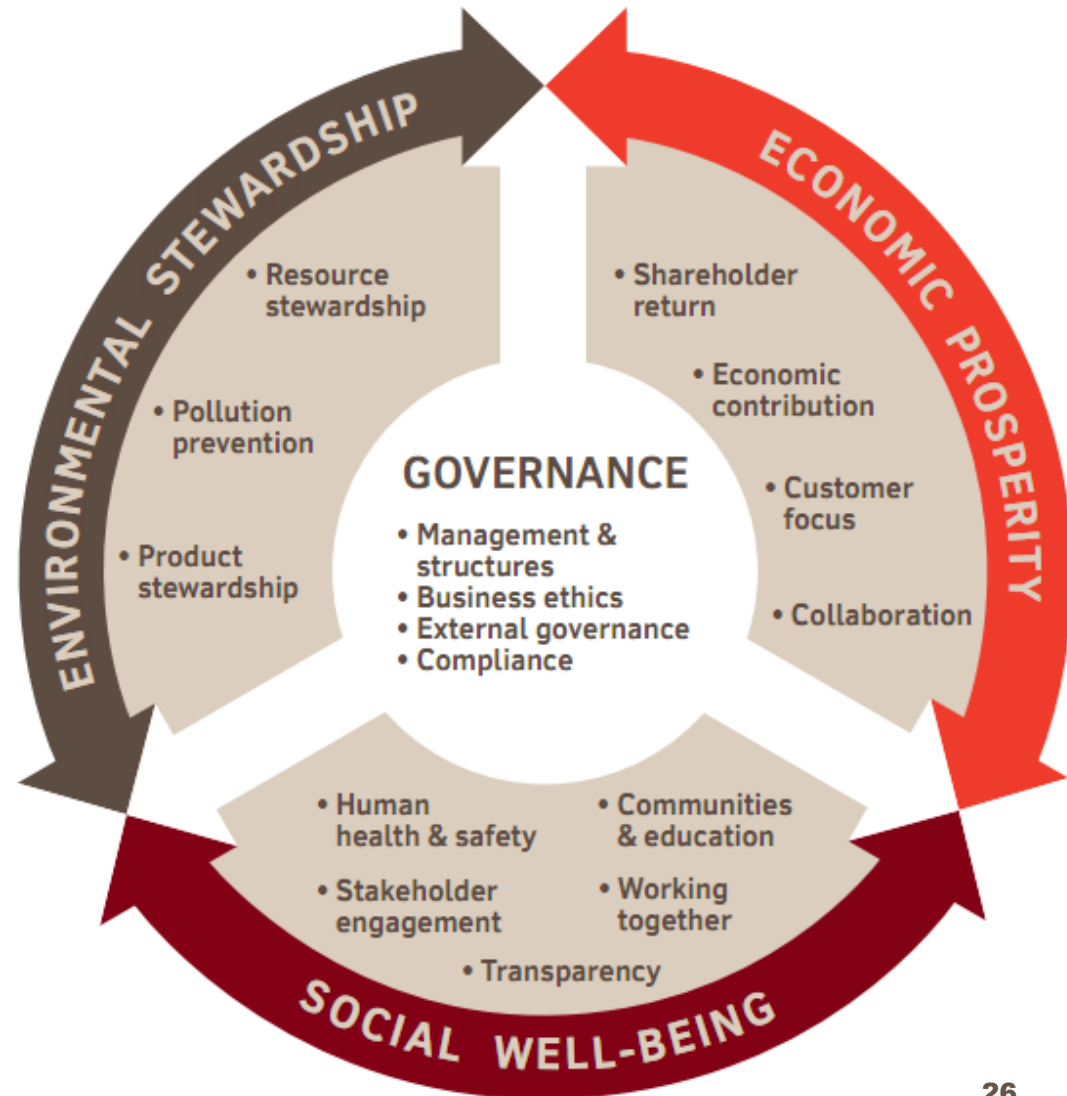 ENVIRONMENTAL STEWARDSHIP
• Resource
stewardship
• Pollution
prevention
• Product
stewardship
ECONOMIC PROSPERITY
• Shareholder
return
• Economic
contribution
• Customer
focus
• Collaboration
GOVERNANCE
• Management &
structures
• Business ethics
• External governance
• Compliance
• Human
health & safety
• Stakeholder
engagement
• Communities
& education
• Working
together
• Transparency
SOCIAL WELL-BEING
26